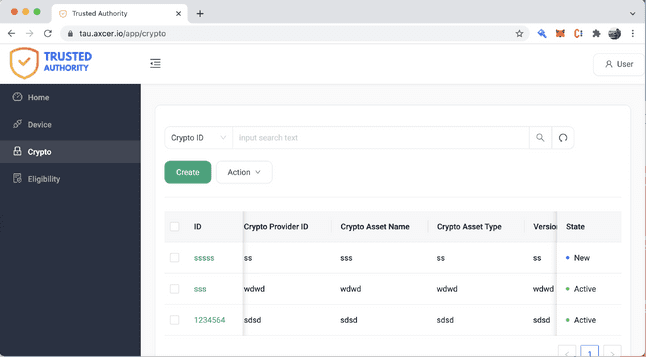 Trusted Authority
tau.axcer.io/app/crypto
TRUSTED
AUTHORITY
User
Home
Device
Crypto
Eligibility
Crypto ID
input search text
Create
Action
ID Crypto Provider ID Crypto Asset Name Crypto Asset Type Version State
sssss ss sss ss ss New
sss wdwd wdwd wdwd wdwd Active
1234564 sdsd sdsd sdsd sdsd Active
1